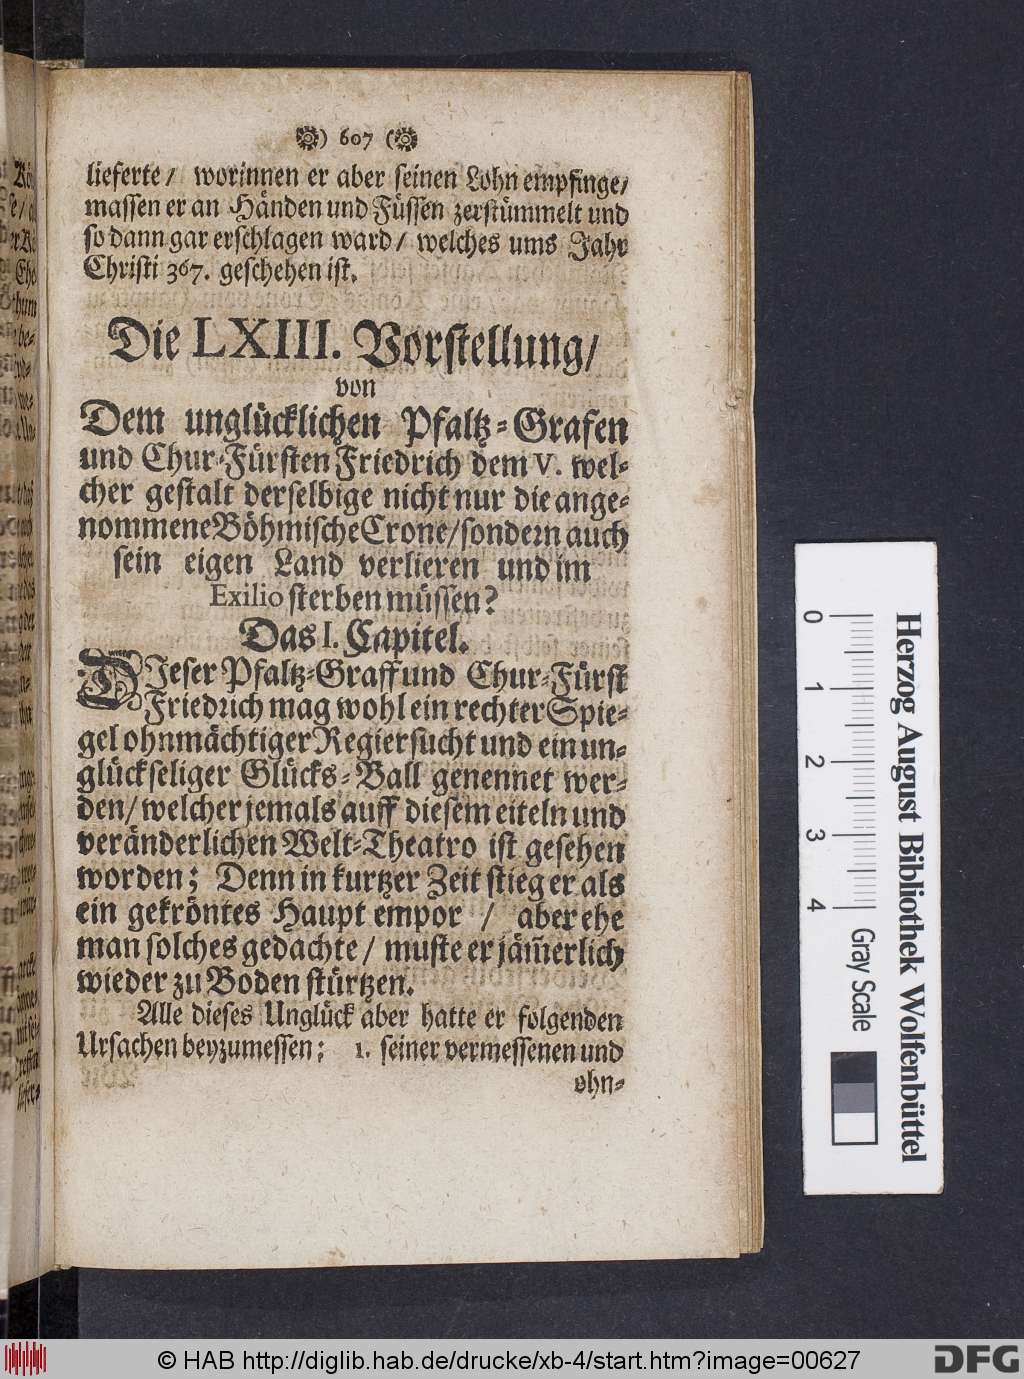 ) 607 (
lieferte/ worinnen er aber seinen Lohn empfinge/
massen er an Händen und Füssen zerstümmelt und
so dann gar erschlagen ward/ welches ums Jahr
Christi 367. geschehen ist.
Die LXIII. Vorstellung/
von
Dem unglücklichen Pfaltz-Grafen
und Chur-Fürsten Friedrich dem V. wel-
cher gestalt derselbige nicht nur die ange-
nommene Böhmische Crone/ sondern auch
sein eigen Land verlieren und im
Exilio sterben müssen?
Das I. Capitel.
DJeser Pfaltz-Graff und Chur-Fürst
Friedrich mag wohl ein rechter Spie-
gel ohnmächtiger Regiersucht und ein un-
glückseliger Glücks-Ball genennet wer-
den/ welcher jemals auff diesem eiteln und
veränderlichen Welt-Theatro ist gesehen
worden; Denn in kurtzer Zeit stieg er als
ein gekröntes Haupt empor / aber ehe
man solches gedachte/ muste er jäm̄erlich
wieder zu Boden stürtzen.
Alle dieses Unglück aber hatte er folgenden
Ursachen beyzumessen; 1. seiner vermessenen und
ohn-
0 1 2 3 4
Herzog August Bibliothek Wolfenbüttel
Gray Scale
© HAB http://diglib.hab.de/drucke/xb-4/start.htm?image=00627
DFG